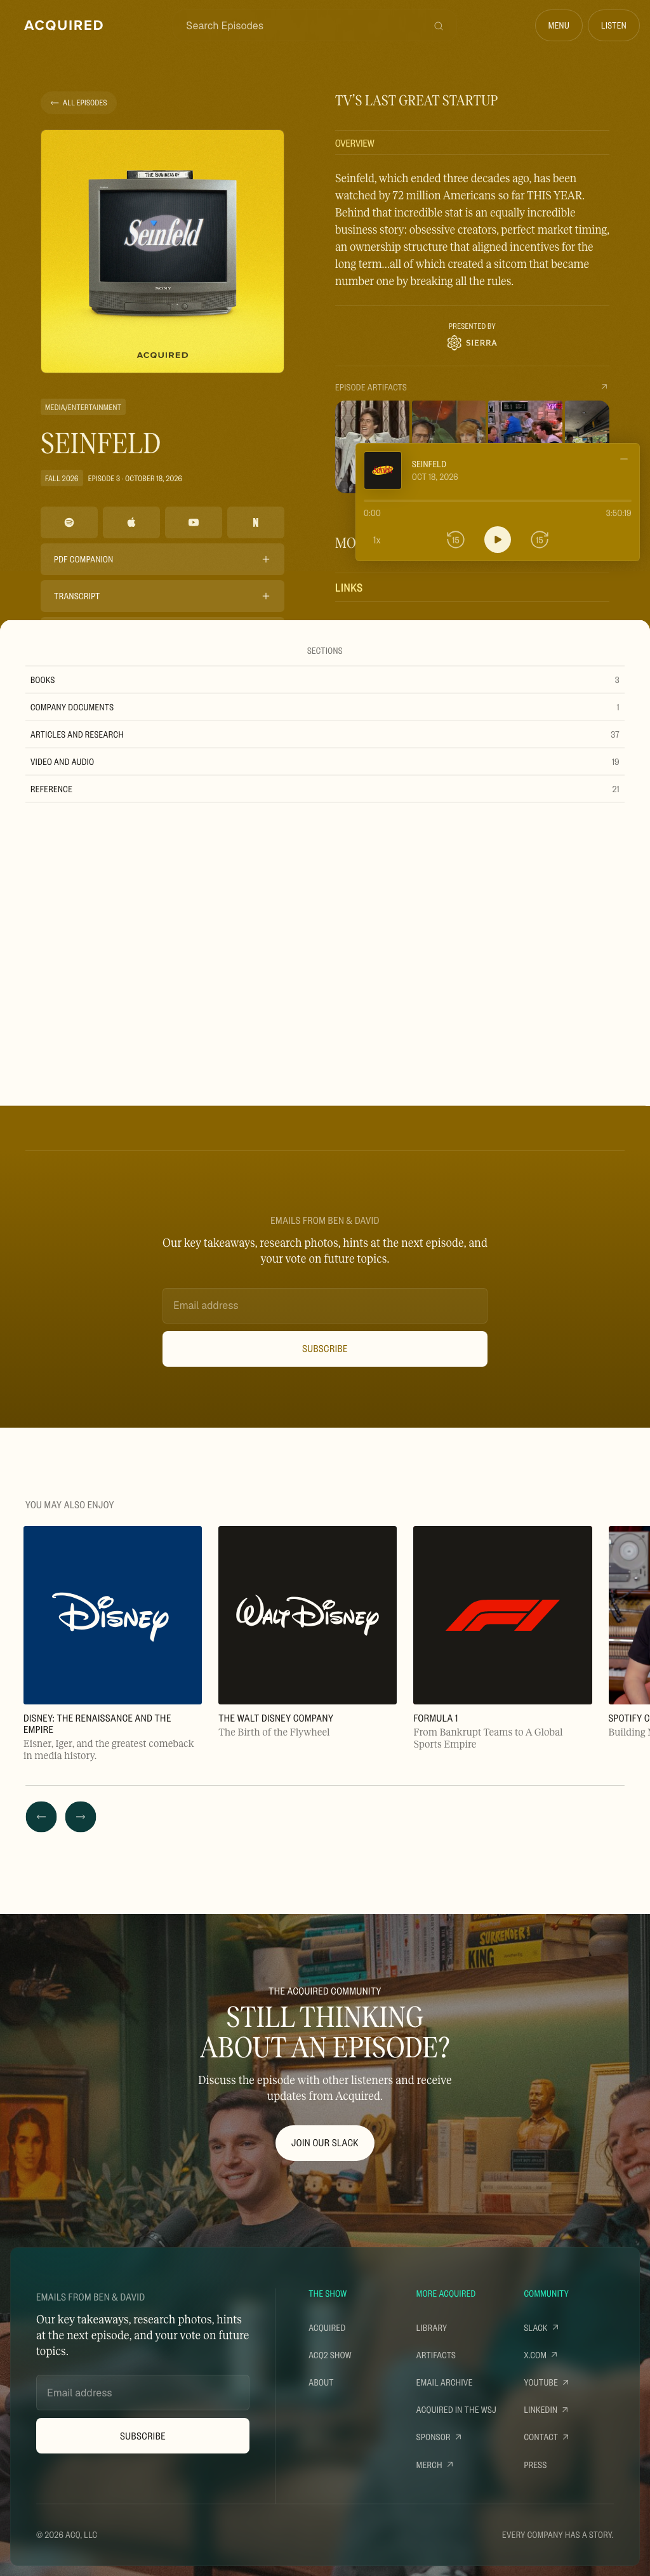 ACQUIRED
Search Episodes
MENU
LISTEN
← ALL EPISODES
THE BUSINESS OF
Seinfeld
SONY
ACQUIRED
MEDIA/ENTERTAINMENT
SEINFELD
FALL 2026
EPISODE 3 · OCTOBER 18, 2026
PDF COMPANION
TRANSCRIPT
TV'S LAST GREAT STARTUP
OVERVIEW
Seinfeld, which ended three decades ago, has been
watched by 72 million Americans so far THIS YEAR.
Behind that incredible stat is an equally incredible
business story: obsessive creators, perfect market timing,
an ownership structure that aligned incentives for the
long term...all of which created a sitcom that became
number one by breaking all the rules.
PRESENTED BY
SIERRA
EPISODE ARTIFACTS
SEINFELD
OCT 18, 2026
0:00
3:50:19
1x
15
15
MO
LINKS
SECTIONS
BOOKS 3
COMPANY DOCUMENTS 1
ARTICLES AND RESEARCH 37
VIDEO AND AUDIO 19
REFERENCE 21
EMAILS FROM BEN & DAVID
Our key takeaways, research photos, hints at the next episode, and
your vote on future topics.
Email address
SUBSCRIBE
YOU MAY ALSO ENJOY
Disney
Walt Disney
F1
DISNEY: THE RENAISSANCE AND THE
EMPIRE
Eisner, Iger, and the greatest comeback
in media history.
THE WALT DISNEY COMPANY
The Birth of the Flywheel
FORMULA 1
From Bankrupt Teams to A Global
Sports Empire
SPOTIFY C
Building
SURRENDER
KING
THE ACQUIRED COMMUNITY
STILL THINKING
ABOUT AN EPISODE?
Discuss the episode with other listeners and receive
updates from Acquired.
JOIN OUR SLACK
EMAILS FROM BEN & DAVID
Our key takeaways, research photos, hints
at the next episode, and your vote on future
topics.
Email address
SUBSCRIBE
THE SHOW
ACQUIRED
ACQ2 SHOW
ABOUT
MORE ACQUIRED
LIBRARY
ARTIFACTS
EMAIL ARCHIVE
ACQUIRED IN THE WSJ
SPONSOR
MERCH
COMMUNITY
SLACK
X.COM
YOUTUBE
LINKEDIN
CONTACT
PRESS
© 2026 ACQ, LLC
EVERY COMPANY HAS A STORY.